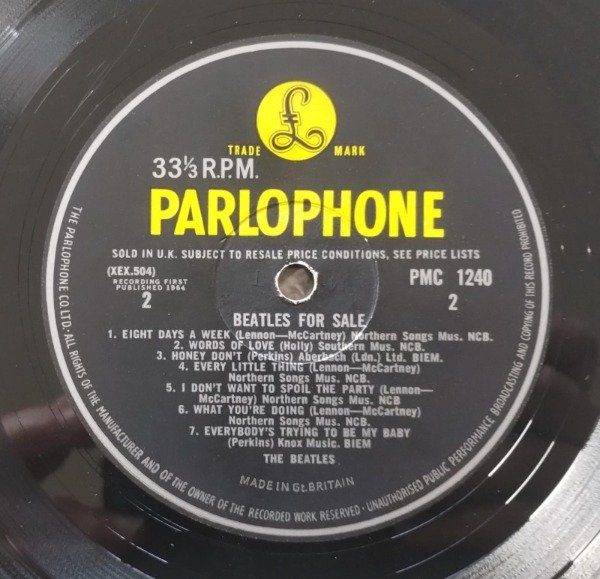 £
TRADE MARK
33⅓ R.P.M.
PARLOPHONE
SOLD IN U.K. SUBJECT TO RESALE PRICE CONDITIONS, SEE PRICE LISTS
(XEX.504) PMC 1240
RECORDING FIRST
PUBLISHED 1964
2 2
BEATLES FOR SALE
1. EIGHT DAYS A WEEK (Lennon—McCartney) Northern Songs Mus. NCB.
2. WORDS OF LOVE (Holly) Southern Mus. NCB.
3. HONEY DON'T (Perkins) Aberbach (Ldn.) Ltd. BIEM.
4. EVERY LITTLE THING (Lennon—McCartney)
Northern Songs Mus. NCB.
5. I DON'T WANT TO SPOIL THE PARTY (Lennon—
McCartney) Northern Songs Mus. NCB
6. WHAT YOU'RE DOING (Lennon—McCartney)
Northern Songs Mus. NCB.
7. EVERYBODY'S TRYING TO BE MY BABY
(Perkins) Knox Music. BIEM
THE BEATLES
MADE IN Gt. BRITAIN
THE PARLOPHONE CO. LTD.· ALL RIGHTS OF THE MANUFACTURER AND OF THE OWNER OF THE RECORDED WORK RESERVED · UNAUTHORISED PUBLIC PERFORMANCE BROADCASTING AND COPYING OF THIS RECORD PROHIBITED